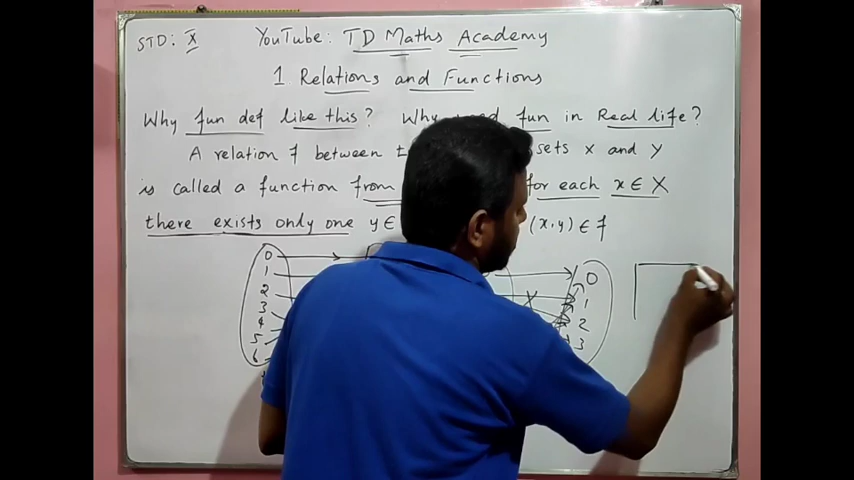 STD: X YouTube: TD Maths Academy
1. Relations and Functions
Why fun def like this? Why fun in Real life?
A relation f between sets X and Y
is called a function from for each x ∈ X
there exists only one y ∈ (x, y) ∈ f
0 0
1 1
2 2
3 3
4
5
6